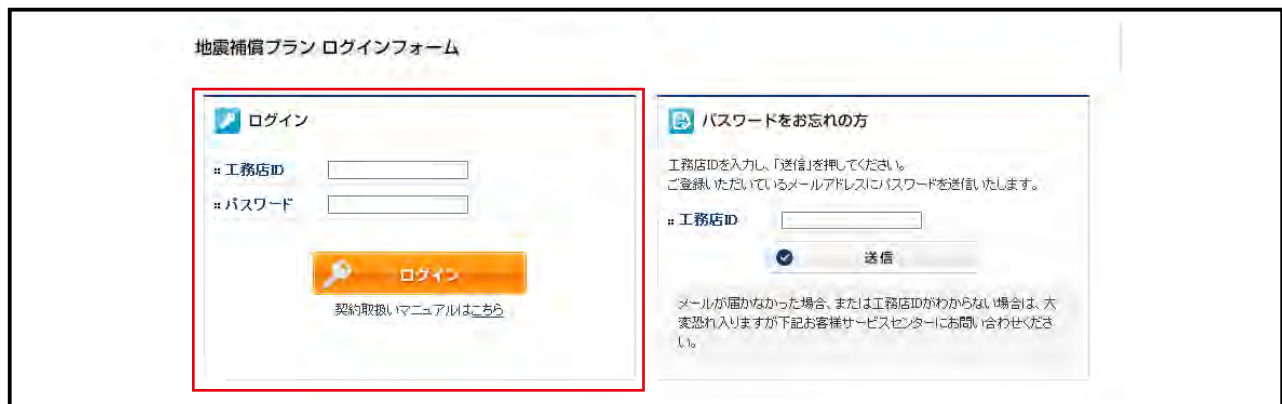 地震補償プラン ログインフォーム
ログイン
工務店ID
パスワード
ログイン
契約取扱いマニュアルはこちら
パスワードをお忘れの方
工務店IDを入力し、「送信」を押してください。
ご登録いただいているメールアドレスにパスワードを送信いたします。
工務店ID
送信
メールが届かなかった場合、または工務店IDがわからない場合は、大
変恐れ入りますが下記お客様サービスセンターにお問い合わせくださ
い。